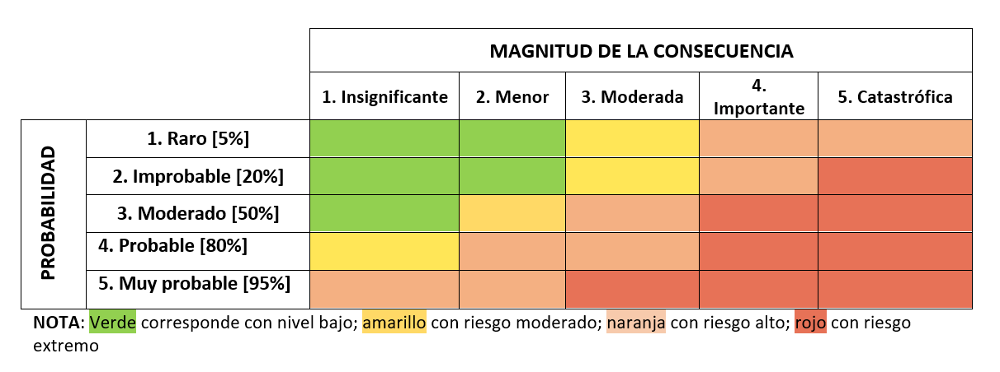 MAGNITUD DE LA CONSECUENCIA
1. Insignificante
2. Menor
3. Moderada
4.
Importante
5. Catastrófica
PROBABILIDAD
1. Raro [5%]
2. Improbable [20%]
3. Moderado [50%]
4. Probable [80%]
5. Muy probable [95%]
NOTA: Verde corresponde con nivel bajo; amarillo con riesgo moderado; naranja con riesgo alto; rojo con riesgo
extremo